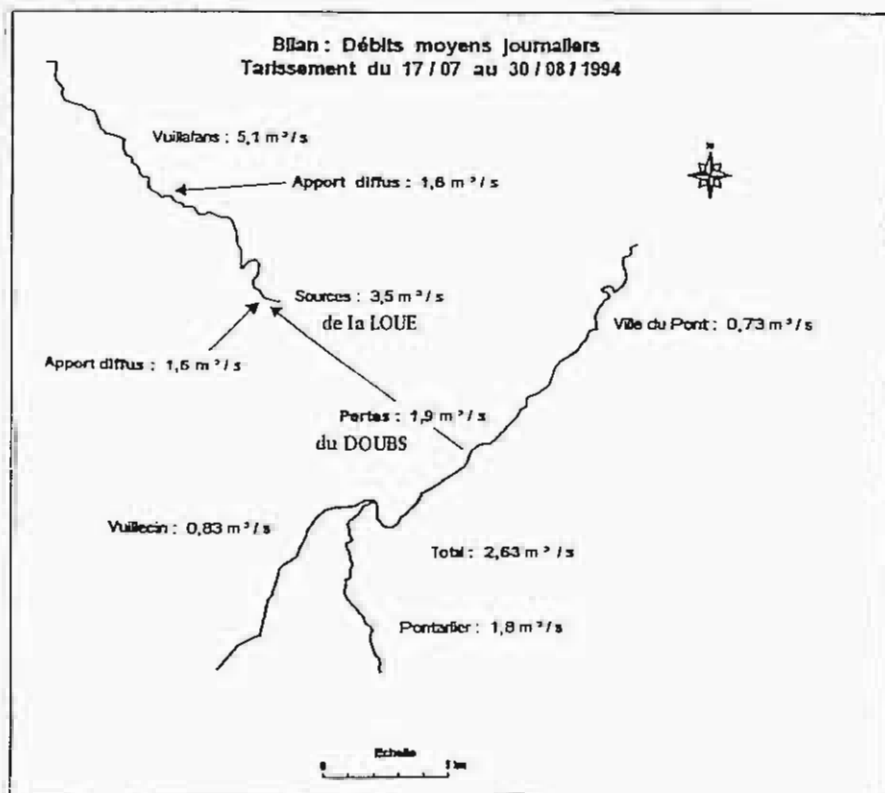 Bilan : Débits moyens journaliers
Tarissement du 17 / 07 au 30 / 08 / 1994
Vuillafans : 5,1 m³/ s
N
Apport diffus : 1,6 m³/ s
Sources : 3,5 m³/ s
de la LOUE
Ville du Pont : 0,73 m³/ s
Apport diffus : 1,6 m³/ s
Pertes : 1,9 m³/ s
du DOUBS
Vuillecin : 0,83 m³/ s
Total : 2,63 m³/ s
Pontarlier : 1,8 m³/ s
Echelle
0 1 km